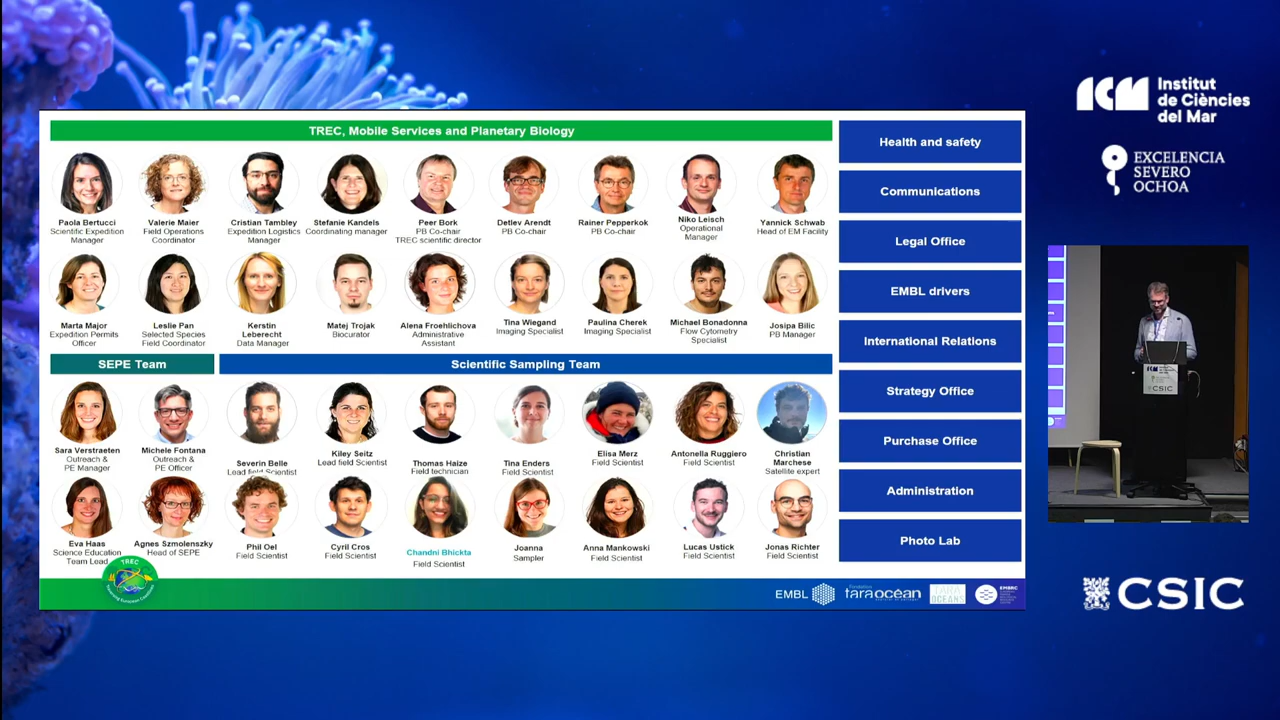 TREC, Mobile Services and Planetary Biology
Paola Bertucci
Scientific Expedition
Manager
Valerie Maier
Field Operations
Coordinator
Cristian Tambley
Expedition Logistics
Manager
Stefanie Kandels
Coordinating manager
Peer Bork
PB Co-chair
TREC scientific director
Detlev Arendt
PB Co-chair
Rainer Pepperkok
PB Co-chair
Niko Leisch
Operational
Manager
Yannick Schwab
Head of EM Facility
Marta Major
Expedition Permits
Officer
Leslie Pan
Selected Species
Field Coordinator
Kerstin
Leberecht
Data Manager
Matej Trojak
Biocurator
Alena Froehlichova
Administrative
Assistant
Tina Wiegand
Imaging Specialist
Paulina Cherek
Imaging Specialist
Michael Bonadonna
Flow Cytometry
Specialist
Josipa Bilic
PB Manager
SEPE Team
Scientific Sampling Team
Sara Verstraeten
Outreach &
PE Manager
Michele Fontana
Outreach &
PE Officer
Severin Belle
Lead field Scientist
Kiley Seitz
Lead field Scientist
Thomas Haize
Field technician
Tina Enders
Field Scientist
Elisa Merz
Field Scientist
Antonella Ruggiero
Field Scientist
Christian
Marchese
Satellite expert
Eva Haas
Science Education
Team Lead
Agnes Szmolenszky
Head of SEPE
Phil Oel
Field Scientist
Cyril Cros
Field Scientist
Chandni Bhickta
Field Scientist
Joanna
Sampler
Anna Mankowski
Field Scientist
Lucas Ustick
Field Scientist
Jonas Richter
Field Scientist
Health and safety
Communications
Legal Office
EMBL drivers
International Relations
Strategy Office
Purchase Office
Administration
Photo Lab
TREC
EMBL
Fondation
taraocéan
TARA
OCEANS
EMBRC
ICM
Institut
de Ciències
del Mar
EXCELENCIA
SEVERO
OCHOA
CSIC
CSIC